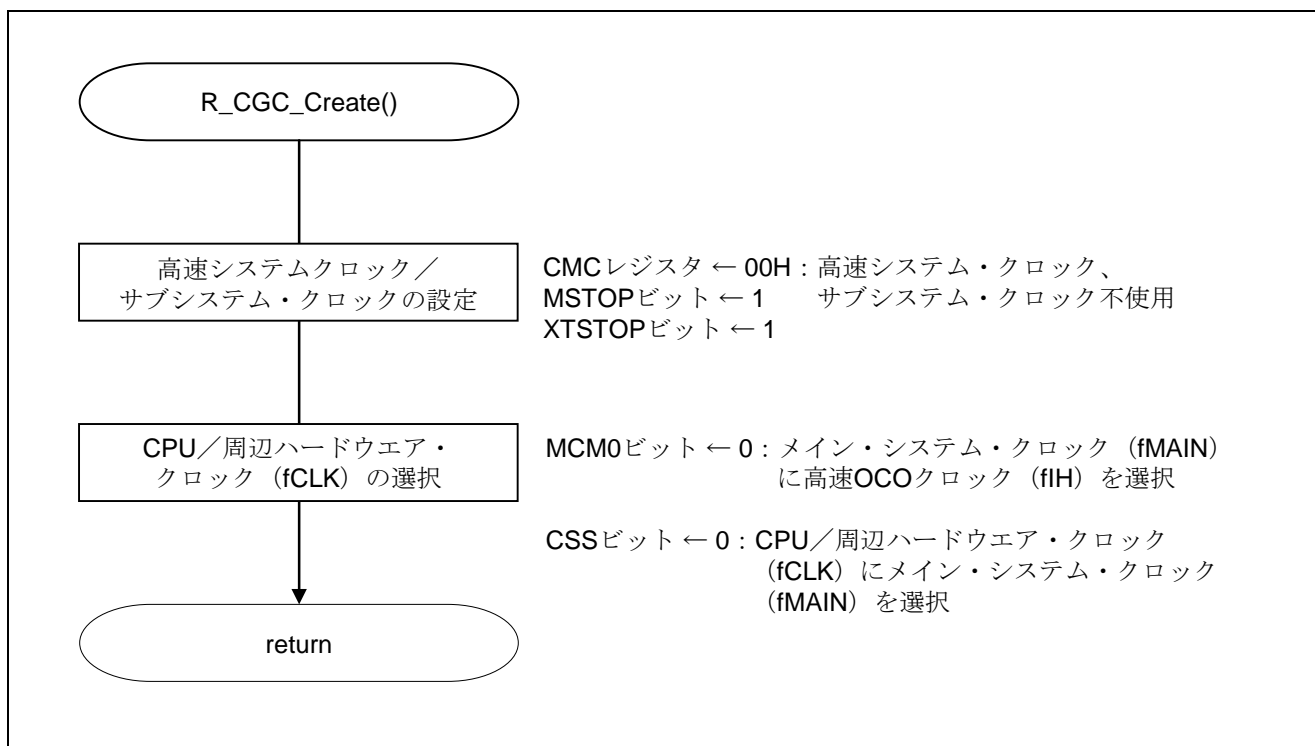 R_CGC_Create()
高速システムクロック／
サブシステム・クロックの設定
CMCレジスタ ← 00H：高速システム・クロック、
MSTOPビット ← 1　　サブシステム・クロック不使用
XTSTOPビット ← 1
CPU／周辺ハードウエア・
クロック（fCLK）の選択
MCM0ビット ← 0：メイン・システム・クロック（fMAIN）
に高速OCOクロック（fIH）を選択
CSSビット ← 0：CPU／周辺ハードウエア・クロック
（fCLK）にメイン・システム・クロック
（fMAIN）を選択
return